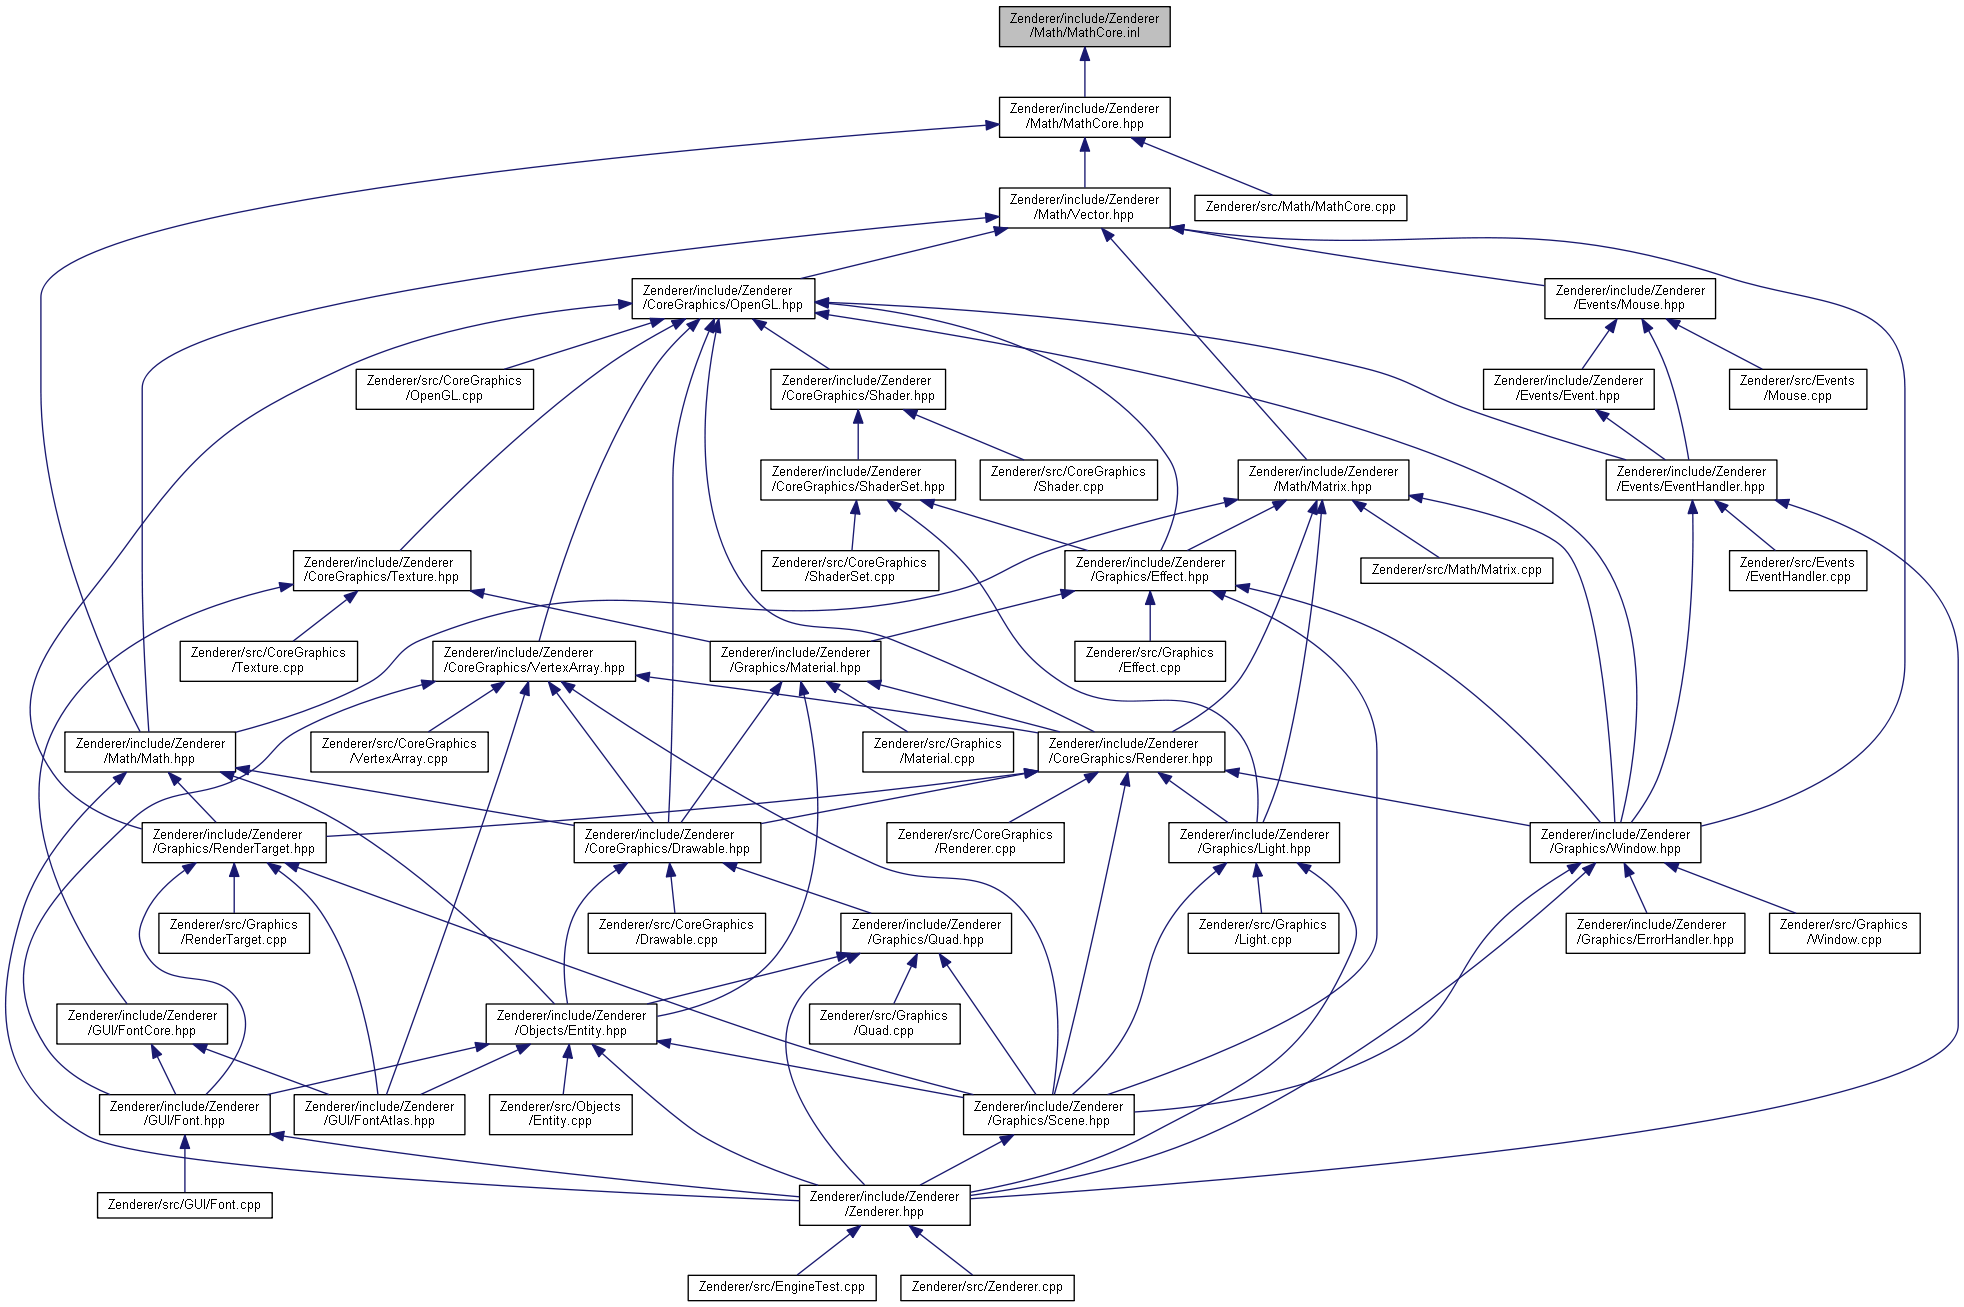 Zenderer/include/Zenderer
/Math/MathCore.inl
Zenderer/include/Zenderer
/Math/MathCore.hpp
Zenderer/include/Zenderer
/Math/Vector.hpp
Zenderer/src/Math/MathCore.cpp
Zenderer/include/Zenderer
/CoreGraphics/OpenGL.hpp
Zenderer/include/Zenderer
/Events/Mouse.hpp
Zenderer/src/CoreGraphics
/OpenGL.cpp
Zenderer/include/Zenderer
/CoreGraphics/Shader.hpp
Zenderer/include/Zenderer
/Events/Event.hpp
Zenderer/src/Events
/Mouse.cpp
Zenderer/include/Zenderer
/CoreGraphics/ShaderSet.hpp
Zenderer/src/CoreGraphics
/Shader.cpp
Zenderer/include/Zenderer
/Math/Matrix.hpp
Zenderer/include/Zenderer
/Events/EventHandler.hpp
Zenderer/include/Zenderer
/CoreGraphics/Texture.hpp
Zenderer/src/CoreGraphics
/ShaderSet.cpp
Zenderer/include/Zenderer
/Graphics/Effect.hpp
Zenderer/src/Math/Matrix.cpp
Zenderer/src/Events
/EventHandler.cpp
Zenderer/src/CoreGraphics
/Texture.cpp
Zenderer/include/Zenderer
/CoreGraphics/VertexArray.hpp
Zenderer/include/Zenderer
/Graphics/Material.hpp
Zenderer/src/Graphics
/Effect.cpp
Zenderer/include/Zenderer
/Math/Math.hpp
Zenderer/src/CoreGraphics
/VertexArray.cpp
Zenderer/src/Graphics
/Material.cpp
Zenderer/include/Zenderer
/CoreGraphics/Renderer.hpp
Zenderer/include/Zenderer
/Graphics/RenderTarget.hpp
Zenderer/include/Zenderer
/CoreGraphics/Drawable.hpp
Zenderer/src/CoreGraphics
/Renderer.cpp
Zenderer/include/Zenderer
/Graphics/Light.hpp
Zenderer/include/Zenderer
/Graphics/Window.hpp
Zenderer/src/Graphics
/RenderTarget.cpp
Zenderer/src/CoreGraphics
/Drawable.cpp
Zenderer/include/Zenderer
/Graphics/Quad.hpp
Zenderer/src/Graphics
/Light.cpp
Zenderer/include/Zenderer
/Graphics/ErrorHandler.hpp
Zenderer/src/Graphics
/Window.cpp
Zenderer/include/Zenderer
/GUI/FontCore.hpp
Zenderer/include/Zenderer
/Objects/Entity.hpp
Zenderer/src/Graphics
/Quad.cpp
Zenderer/include/Zenderer
/GUI/Font.hpp
Zenderer/include/Zenderer
/GUI/FontAtlas.hpp
Zenderer/src/Objects
/Entity.cpp
Zenderer/include/Zenderer
/Graphics/Scene.hpp
Zenderer/src/GUI/Font.cpp
Zenderer/include/Zenderer
/Zenderer.hpp
Zenderer/src/EngineTest.cpp
Zenderer/src/Zenderer.cpp